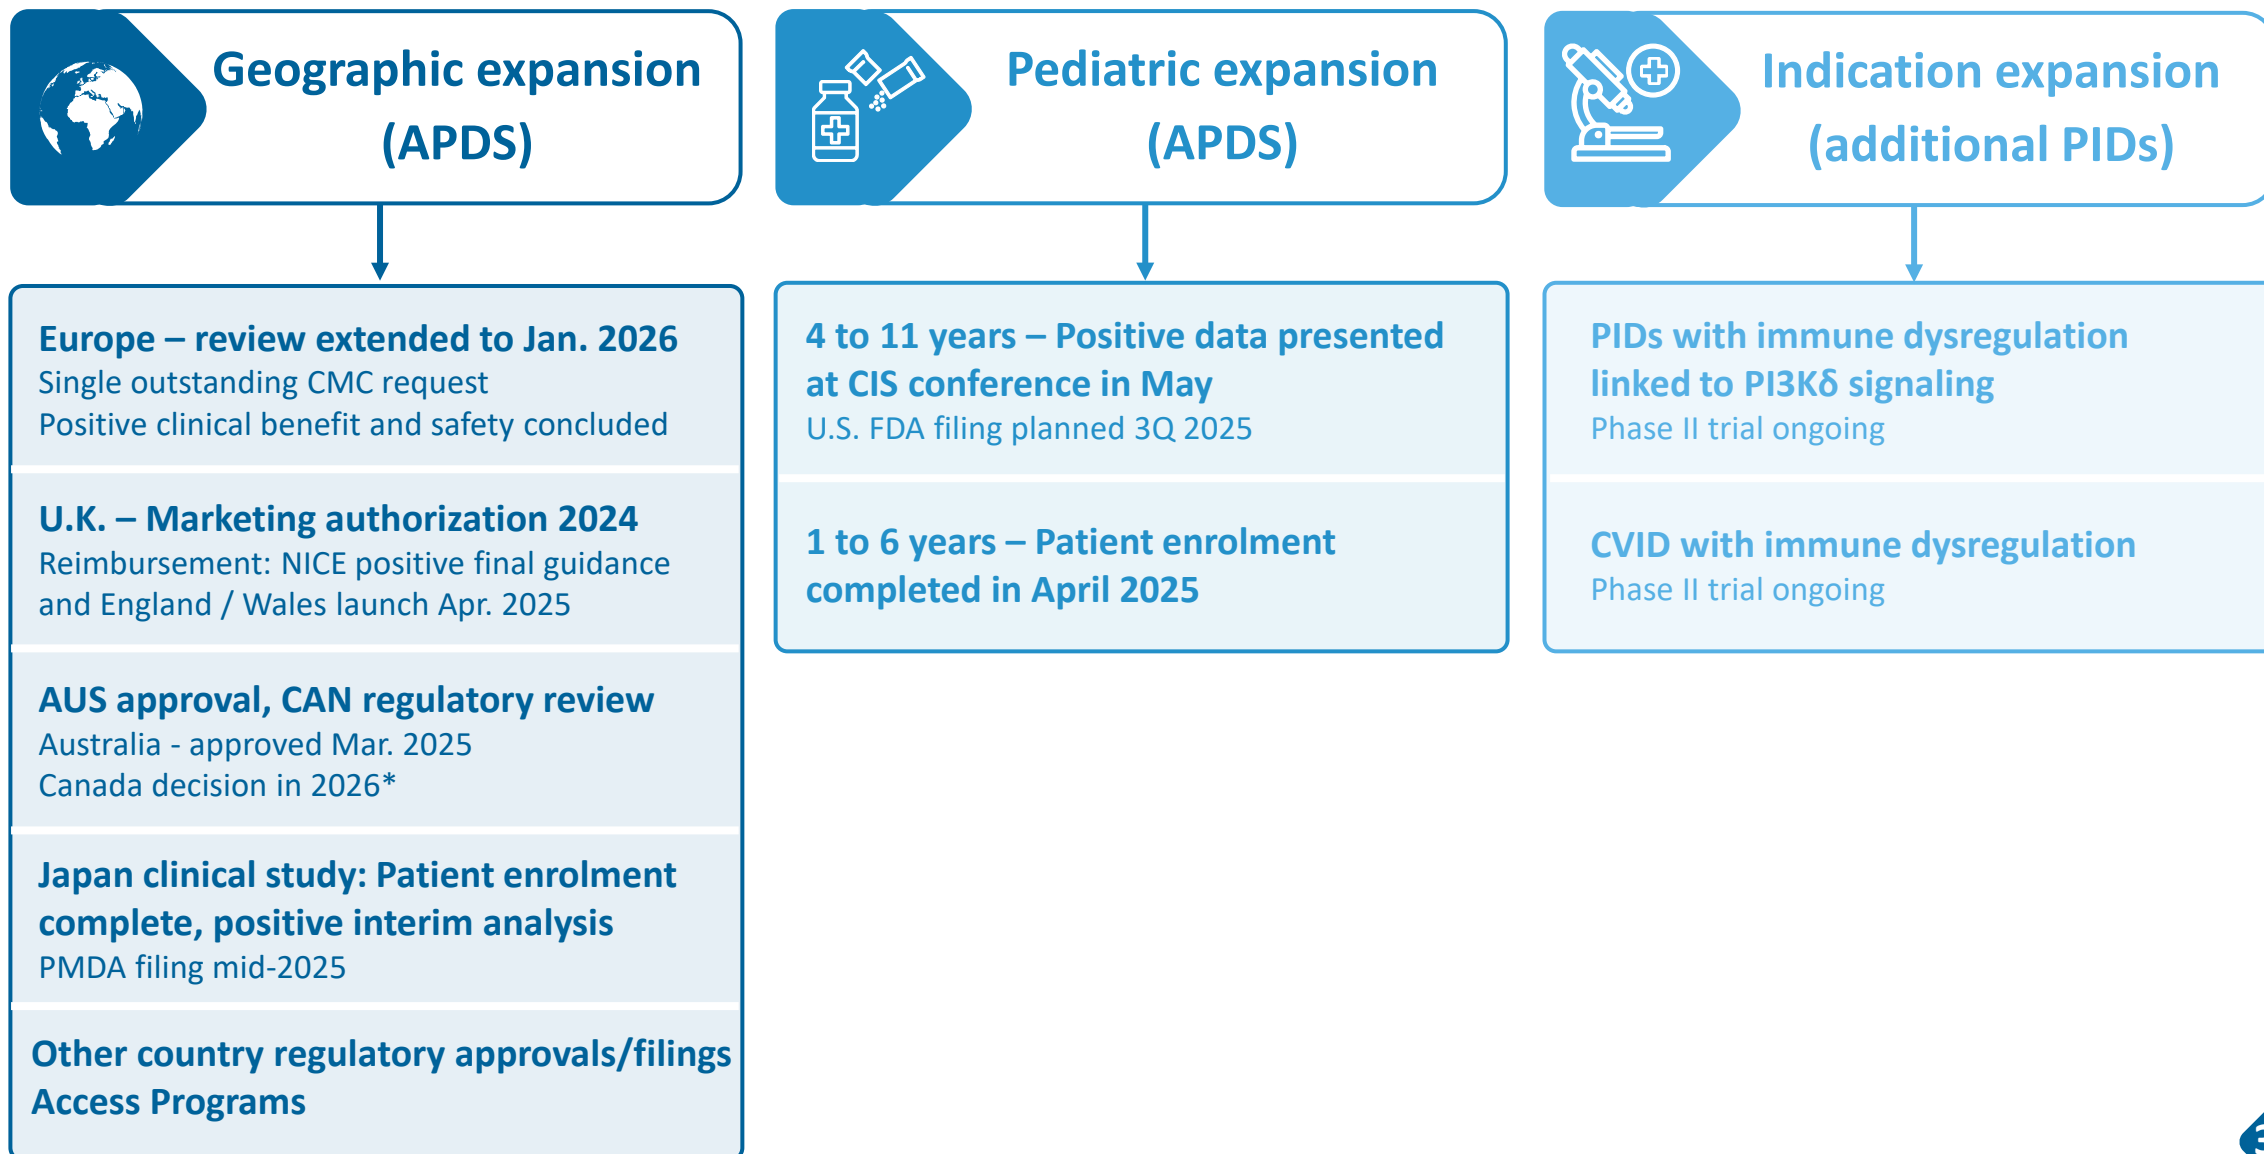 Geographic expansion
(APDS)
Europe – review extended to Jan. 2026
Single outstanding CMC request
Positive clinical benefit and safety concluded
U.K. – Marketing authorization 2024
Reimbursement: NICE positive final guidance
and England / Wales launch Apr. 2025
AUS approval, CAN regulatory review
Australia - approved Mar. 2025
Canada decision in 2026*
Japan clinical study: Patient enrolment
complete, positive interim analysis
PMDA filing mid-2025
Other country regulatory approvals/filings
Access Programs
Pediatric expansion
(APDS)
4 to 11 years – Positive data presented
at CIS conference in May
U.S. FDA filing planned 3Q 2025
1 to 6 years – Patient enrolment
completed in April 2025
Indication expansion
(additional PIDs)
PIDs with immune dysregulation
linked to PI3Kδ signaling
Phase II trial ongoing
CVID with immune dysregulation
Phase II trial ongoing